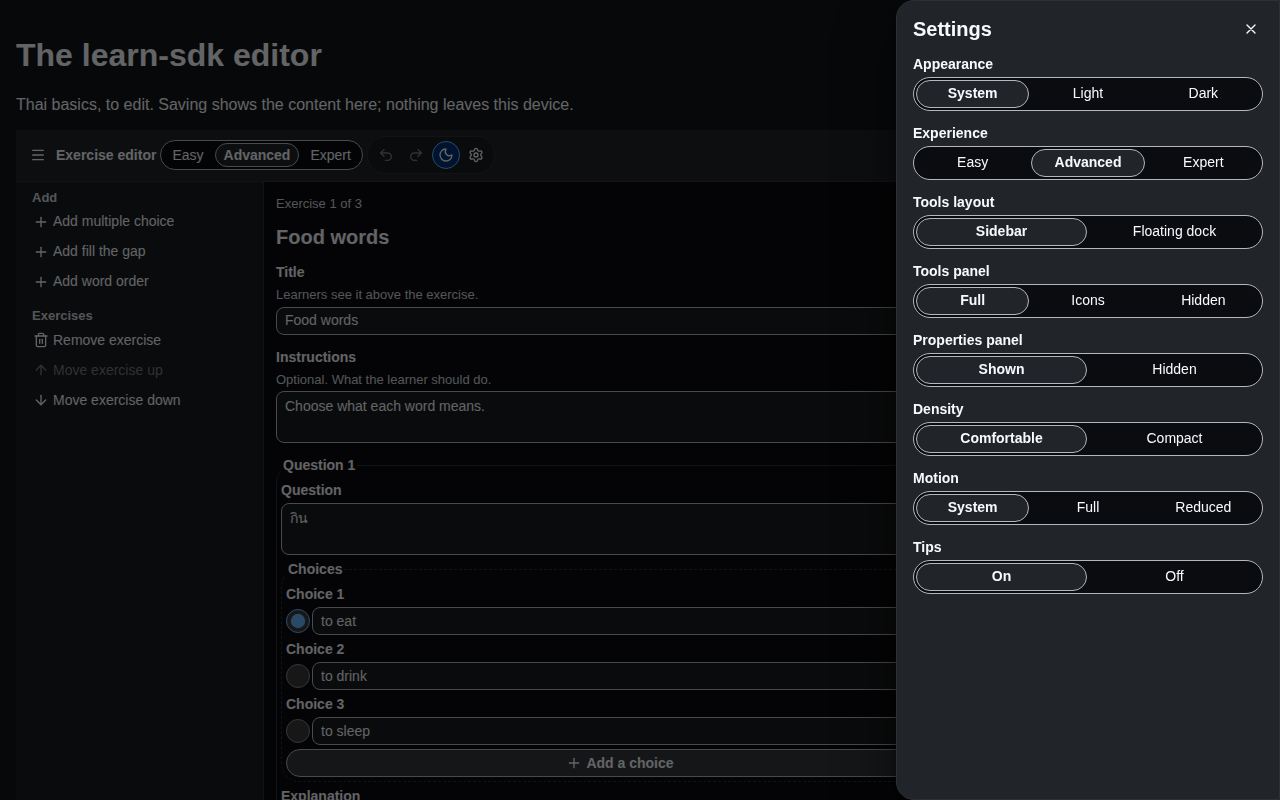 The learn-sdk editor
Thai basics, to edit. Saving shows the content here; nothing leaves this device.
Exercise editor
Easy Advanced Expert
Add
Add multiple choice
Add fill the gap
Add word order
Exercises
Remove exercise
Move exercise up
Move exercise down
Exercise 1 of 3
Food words
Title
Learners see it above the exercise.
Food words
Instructions
Optional. What the learner should do.
Choose what each word means.
Question 1
Question
กิน
Choices
Choice 1
to eat
Choice 2
to drink
Choice 3
to sleep
Add a choice
Explanation
Settings
Appearance
System Light Dark
Experience
Easy Advanced Expert
Tools layout
Sidebar Floating dock
Tools panel
Full Icons Hidden
Properties panel
Shown Hidden
Density
Comfortable Compact
Motion
System Full Reduced
Tips
On Off